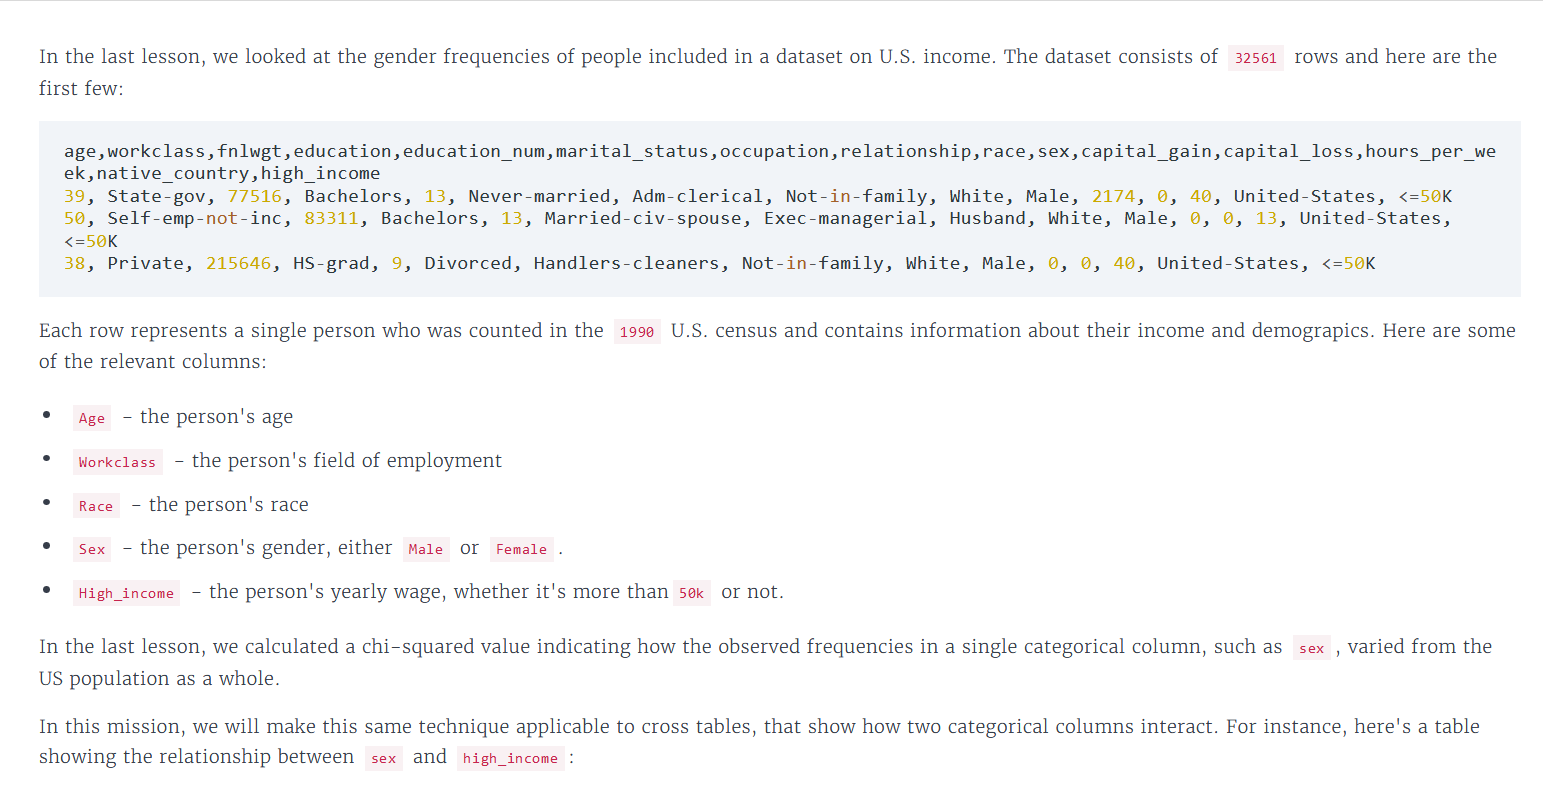 In the last lesson, we looked at the gender frequencies of people included in a dataset on U.S. income. The dataset consists of 32561 rows and here are the
first few:
age,workclass,fnlwgt,education,education_num,marital_status,occupation,relationship,race,sex,capital_gain,capital_loss,hours_per_we
ek,native_country,high_income
39, State-gov, 77516, Bachelors, 13, Never-married, Adm-clerical, Not-in-family, White, Male, 2174, 0, 40, United-States, <=50K
50, Self-emp-not-inc, 83311, Bachelors, 13, Married-civ-spouse, Exec-managerial, Husband, White, Male, 0, 0, 13, United-States,
<=50K
38, Private, 215646, HS-grad, 9, Divorced, Handlers-cleaners, Not-in-family, White, Male, 0, 0, 40, United-States, <=50K
Each row represents a single person who was counted in the 1990 U.S. census and contains information about their income and demograpics. Here are some
of the relevant columns:
• Age – the person's age
• Workclass – the person's field of employment
• Race – the person's race
• Sex – the person's gender, either Male or Female .
• High_income – the person's yearly wage, whether it's more than 50k or not.
In the last lesson, we calculated a chi-squared value indicating how the observed frequencies in a single categorical column, such as sex , varied from the
US population as a whole.
In this mission, we will make this same technique applicable to cross tables, that show how two categorical columns interact. For instance, here's a table
showing the relationship between sex and high_income :